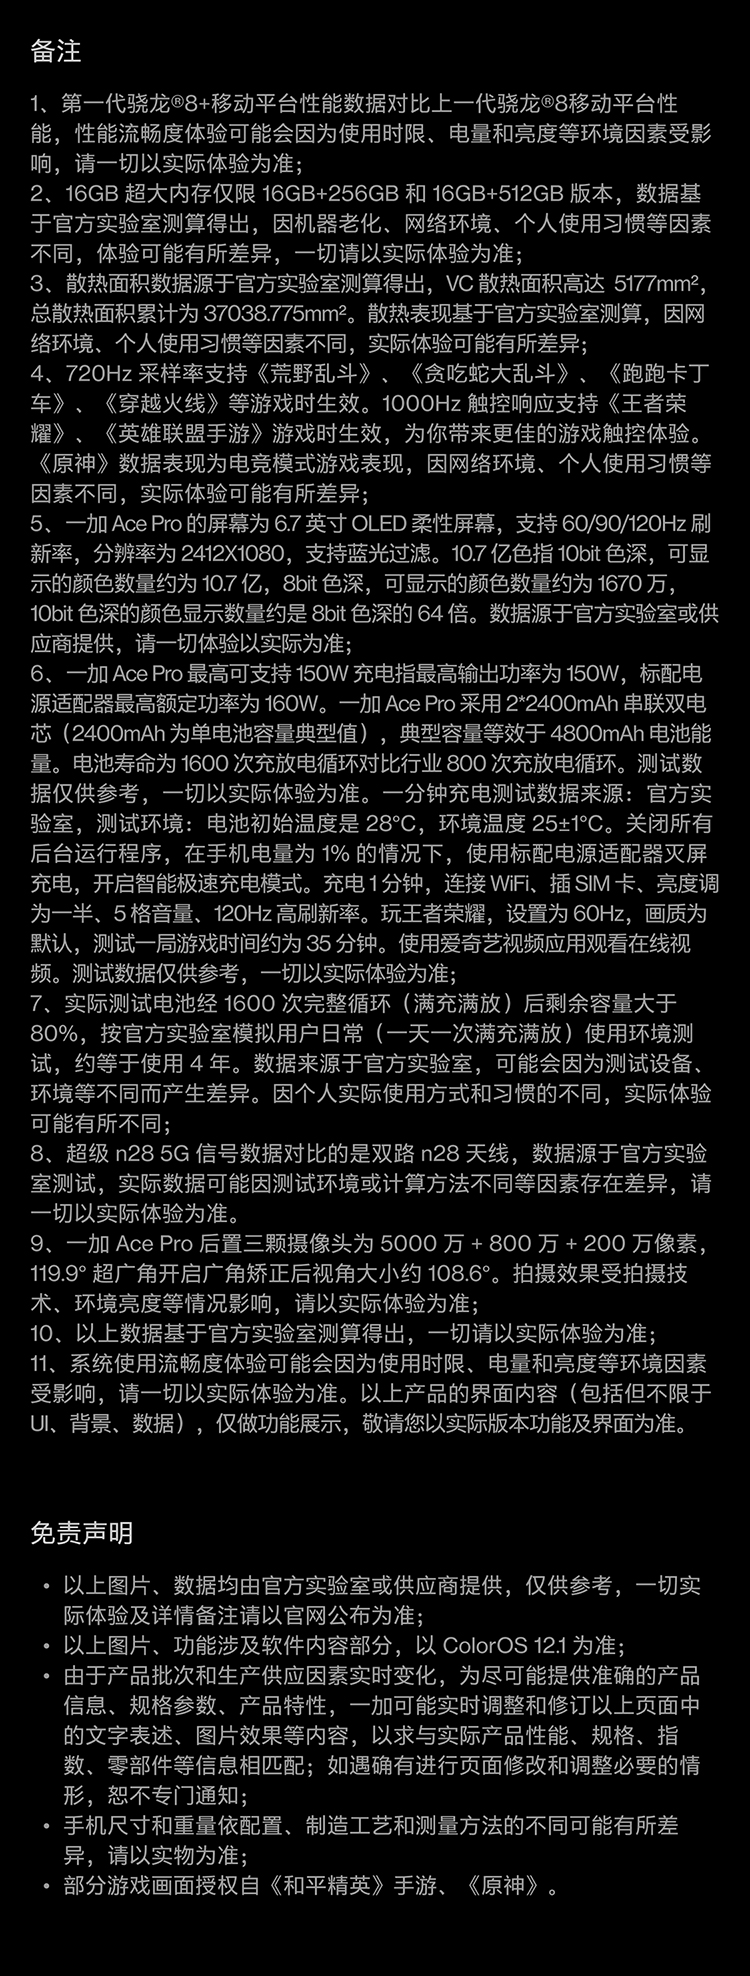 备注
1、第一代骁龙®8+移动平台性能数据对比上一代骁龙®8移动平台性
能，性能流畅度体验可能会因为使用时限、电量和亮度等环境因素受影
响，请一切以实际体验为准；
2、16GB 超大内存仅限 16GB+256GB 和 16GB+512GB 版本，数据基
于官方实验室测算得出，因机器老化、网络环境、个人使用习惯等因素
不同，体验可能有所差异，一切请以实际体验为准；
3、散热面积数据源于官方实验室测算得出，VC 散热面积高达 5177mm²，
总散热面积累计为 37038.775mm²。散热表现基于官方实验室测算，因网
络环境、个人使用习惯等因素不同，实际体验可能有所差异；
4、720Hz 采样率支持《荒野乱斗》、《贪吃蛇大乱斗》、《跑跑卡丁
车》、《穿越火线》等游戏时生效。1000Hz 触控响应支持《王者荣
耀》、《英雄联盟手游》游戏时生效，为你带来更佳的游戏触控体验。
《原神》数据表现为电竞模式游戏表现，因网络环境、个人使用习惯等
因素不同，实际体验可能有所差异；
5、一加 Ace Pro 的屏幕为 6.7 英寸 OLED 柔性屏幕，支持 60/90/120Hz 刷
新率，分辨率为 2412X1080，支持蓝光过滤。10.7 亿色指 10bit 色深，可显
示的颜色数量约为 10.7 亿，8bit 色深，可显示的颜色数量约为 1670 万，
10bit 色深的颜色显示数量约是 8bit 色深的 64 倍。数据源于官方实验室或供
应商提供，请一切体验以实际为准；
6、一加 Ace Pro 最高可支持 150W 充电指最高输出功率为 150W，标配电
源适配器最高额定功率为 160W。一加 Ace Pro 采用 2*2400mAh 串联双电
芯（2400mAh 为单电池容量典型值），典型容量等效于 4800mAh 电池能
量。电池寿命为 1600 次充放电循环对比行业 800 次充放电循环。测试数
据仅供参考，一切以实际体验为准。一分钟充电测试数据来源：官方实
验室，测试环境：电池初始温度是 28°C，环境温度 25±1°C。关闭所有
后台运行程序，在手机电量为 1% 的情况下，使用标配电源适配器灭屏
充电，开启智能极速充电模式。充电 1 分钟，连接 WiFi、插 SIM 卡、亮度调
为一半、5 格音量、120Hz 高刷新率。玩王者荣耀，设置为 60Hz，画质为
默认，测试一局游戏时间约为 35 分钟。使用爱奇艺视频应用观看在线视
频。测试数据仅供参考，一切以实际体验为准；
7、实际测试电池经 1600 次完整循环（满充满放）后剩余容量大于
80%，按官方实验室模拟用户日常（一天一次满充满放）使用环境测
试，约等于使用 4 年。数据来源于官方实验室，可能会因为测试设备、
环境等不同而产生差异。因个人实际使用方式和习惯的不同，实际体验
可能有所不同；
8、超级 n28 5G 信号数据对比的是双路 n28 天线，数据源于官方实验
室测试，实际数据可能因测试环境或计算方法不同等因素存在差异，请
一切以实际体验为准。
9、一加 Ace Pro 后置三颗摄像头为 5000 万 + 800 万 + 200 万像素，
119.9° 超广角开启广角矫正后视角大小约 108.6°。拍摄效果受拍摄技
术、环境亮度等情况影响，请以实际体验为准；
10、以上数据基于官方实验室测算得出，一切请以实际体验为准；
11、系统使用流畅度体验可能会因为使用时限、电量和亮度等环境因素
受影响，请一切以实际体验为准。以上产品的界面内容（包括但不限于
UI、背景、数据），仅做功能展示，敬请您以实际版本功能及界面为准。
免责声明
• 以上图片、数据均由官方实验室或供应商提供，仅供参考，一切实
际体验及详情备注请以官网公布为准；
• 以上图片、功能涉及软件内容部分，以 ColorOS 12.1 为准；
• 由于产品批次和生产供应因素实时变化，为尽可能提供准确的产品
信息、规格参数、产品特性，一加可能实时调整和修订以上页面中
的文字表述、图片效果等内容，以求与实际产品性能、规格、指
数、零部件等信息相匹配；如遇确有进行页面修改和调整必要的情
形，恕不专门通知；
• 手机尺寸和重量依配置、制造工艺和测量方法的不同可能有所差
异，请以实物为准；
• 部分游戏画面授权自《和平精英》手游、《原神》。